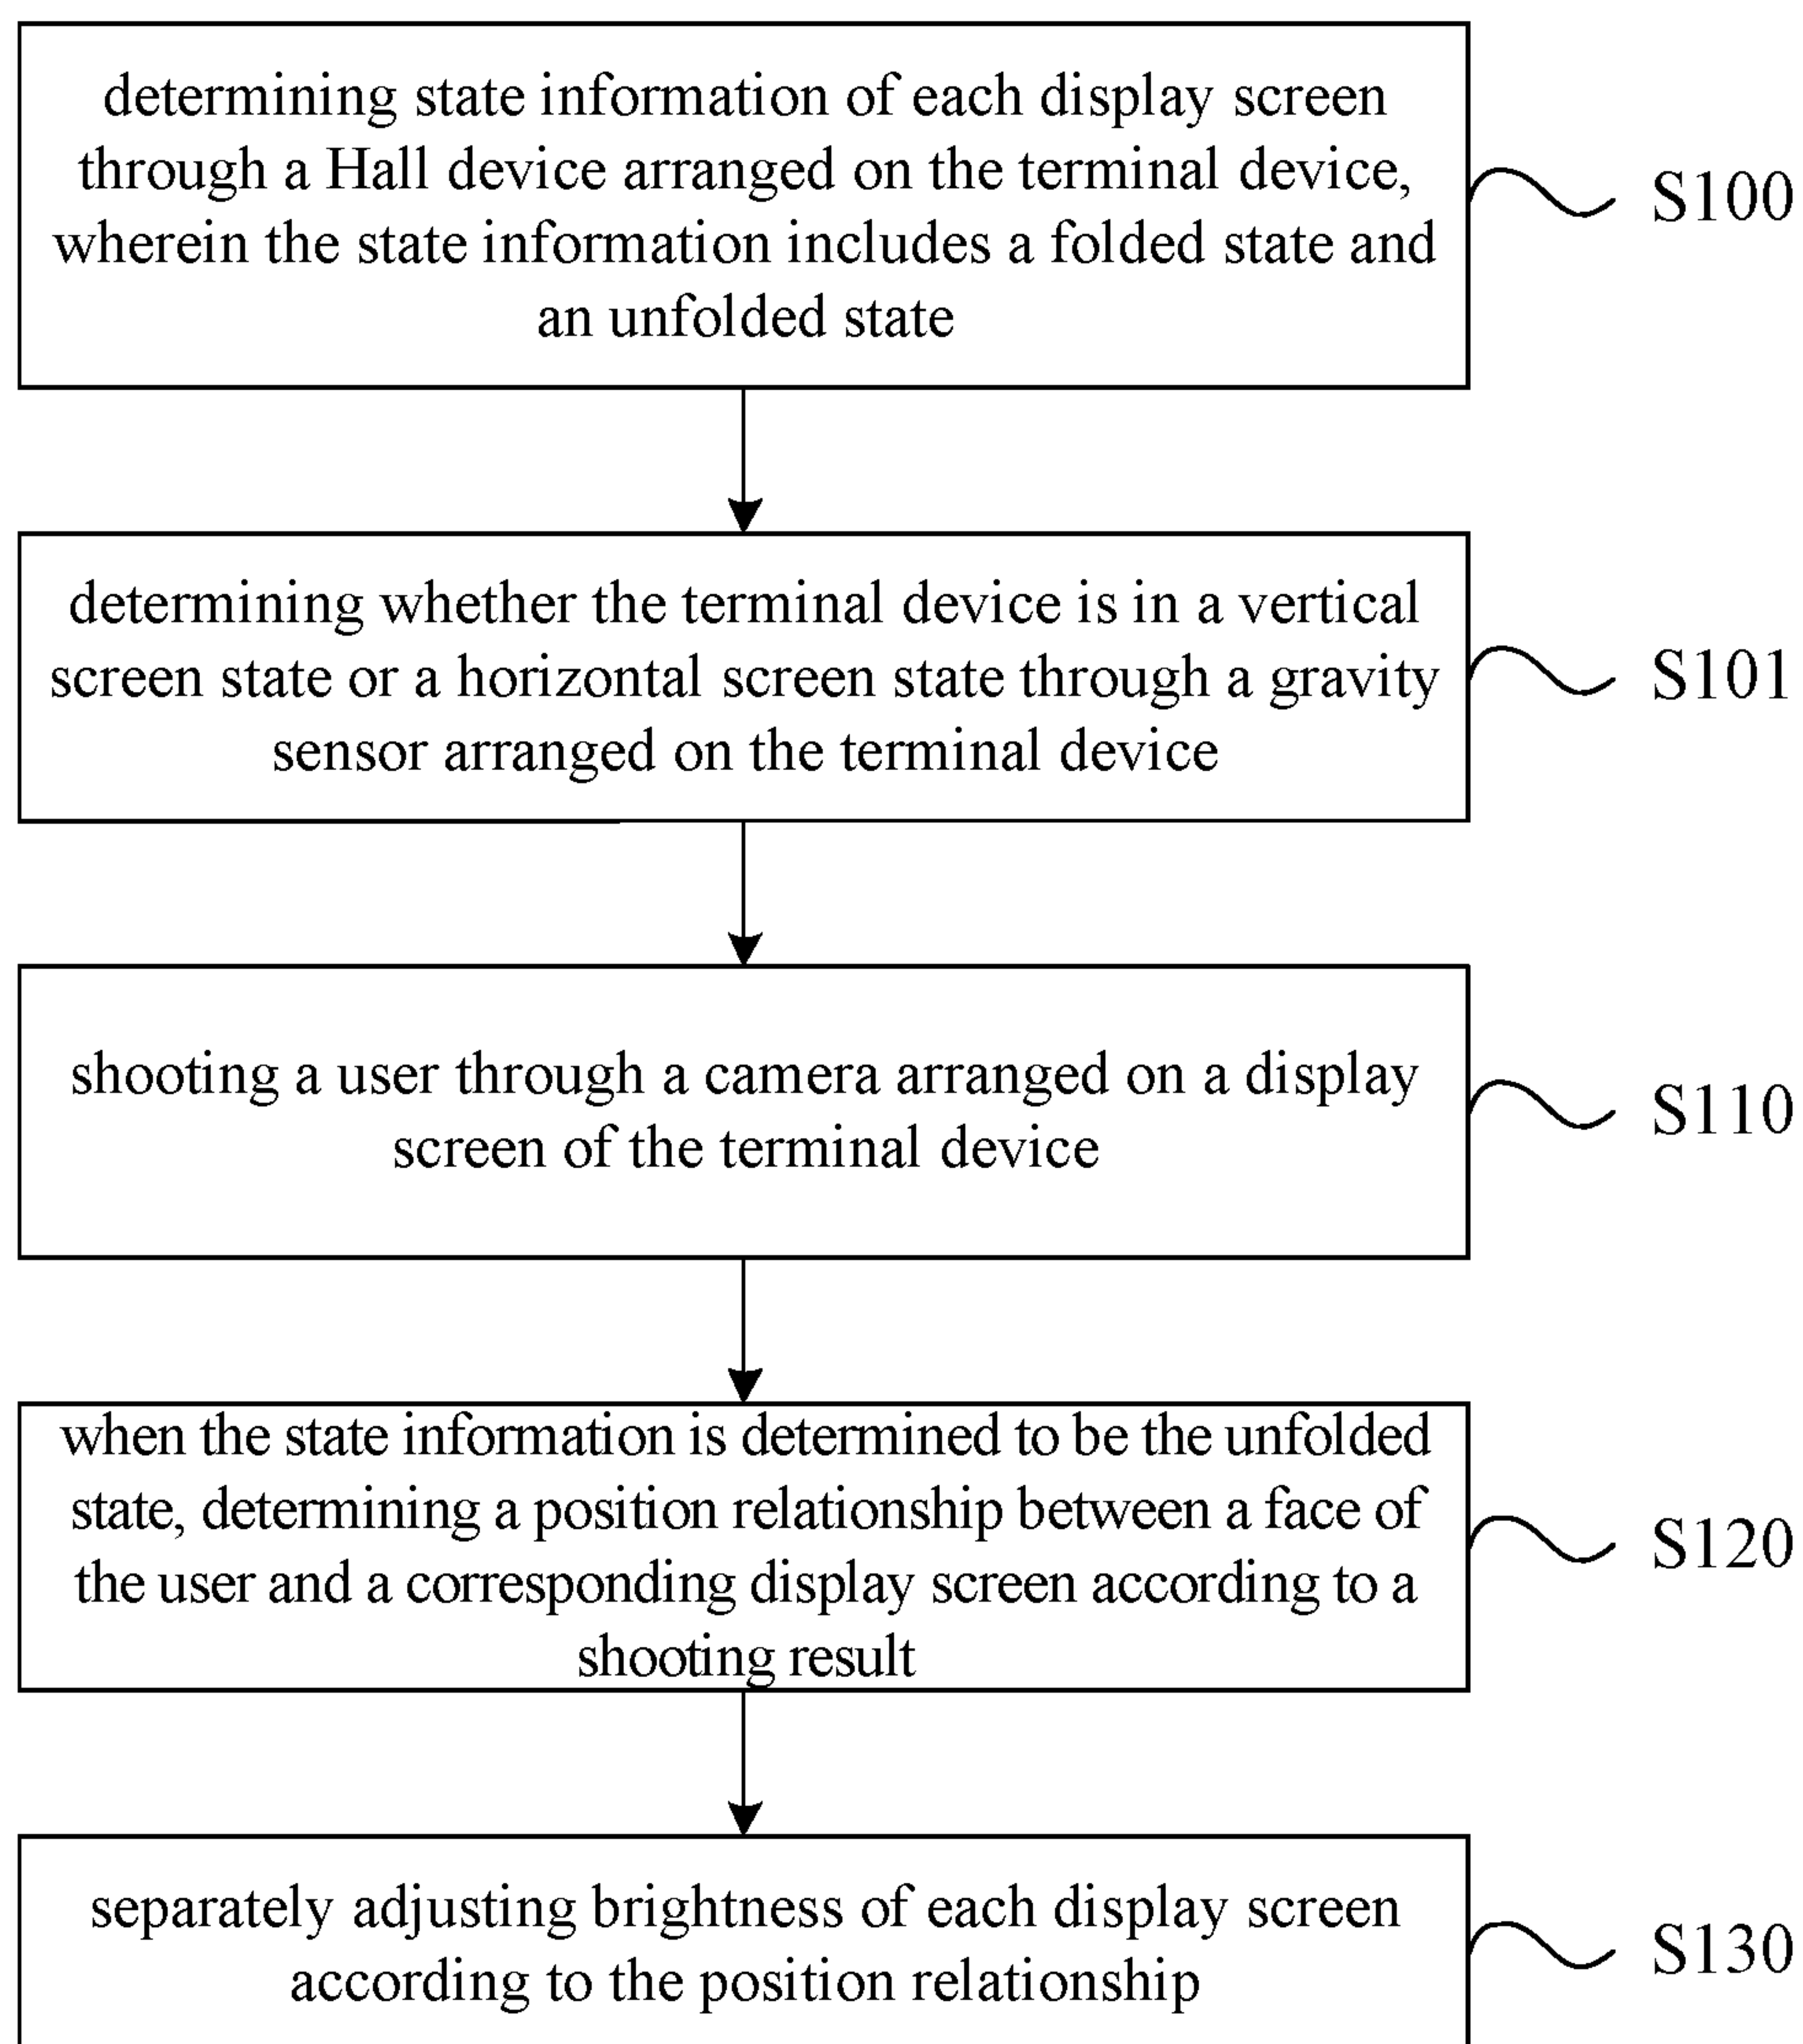 determining state information of each display screen
through a Hall device arranged on the terminal device,
wherein the state information includes a folded state and
an unfolded state
S100
determining whether the terminal device is in a vertical
screen state or a horizontal screen state through a gravity
sensor arranged on the terminal device
S101
shooting a user through a camera arranged on a display
screen of the terminal device
S110
when the state information is determined to be the unfolded
state, determining a position relationship between a face of
the user and a corresponding display screen according to a
shooting result
S120
separately adjusting brightness of each display screen
according to the position relationship
S130